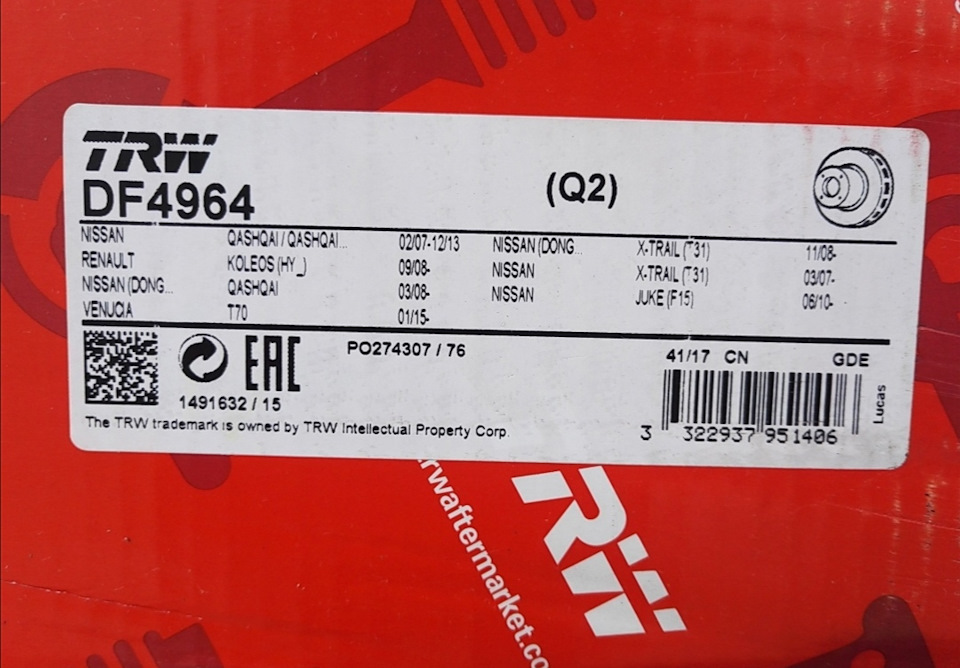 TRW
DF4964
(Q2)
NISSAN QASHQAI / QASHQAI... 02/07-12/13 NISSAN (DONG... X-TRAIL (T31) 11/08-
RENAULT KOLEOS (HY_) 09/08- NISSAN X-TRAIL (T31) 03/07-
NISSAN (DONG... QASHQAI 03/08- NISSAN JUKE (F15) 06/10-
VENUCIA T70 01/15-
EAC
PO274307 / 76
41/17 CN GDE
1491632 / 15
Lucas
3 322937 951406
The TRW trademark is owned by TRW Intellectual Property Corp.
rwaftermarket.co
TRW